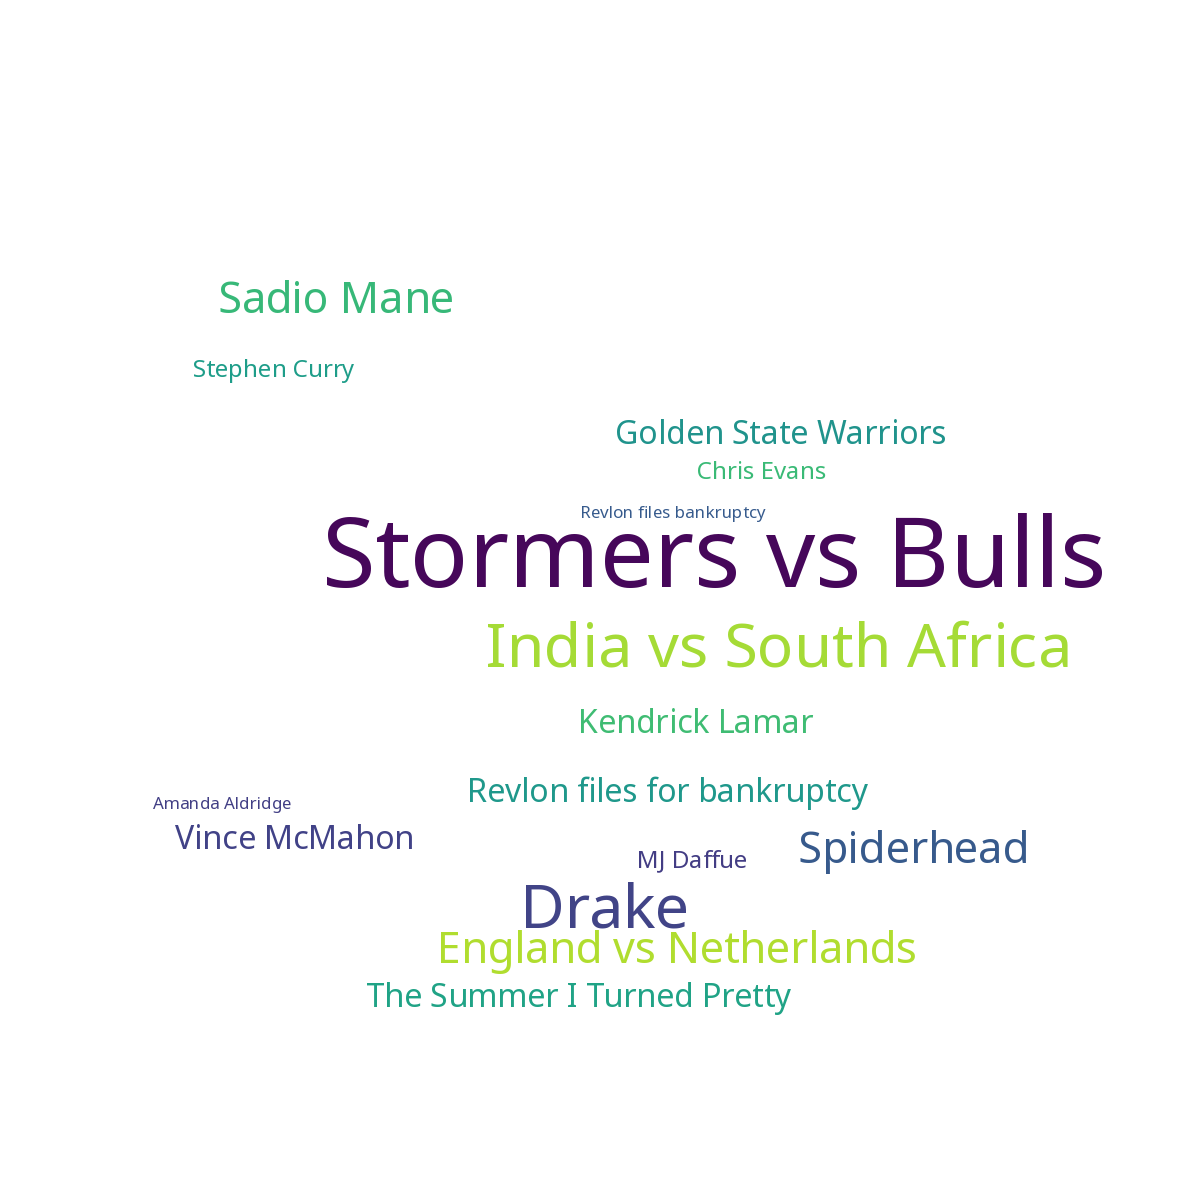 Sadio Mane
Stephen Curry
Golden State Warriors
Chris Evans
Revlon files bankruptcy
Stormers vs Bulls
India vs South Africa
Kendrick Lamar
Revlon files for bankruptcy
Amanda Aldridge
Vince McMahon
Spiderhead
MJ Daffue
Drake
England vs Netherlands
The Summer I Turned Pretty